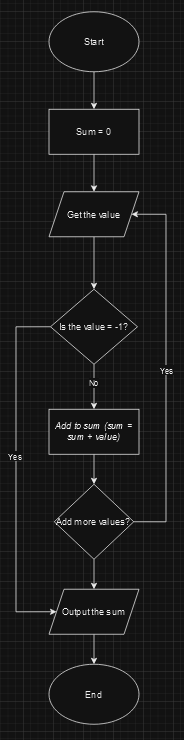 Start
Sum = 0
Get the value
Is the value = -1?
No
Yes
Add to sum (sum =
sum + value)
Yes
Add more values?
Output the sum
End